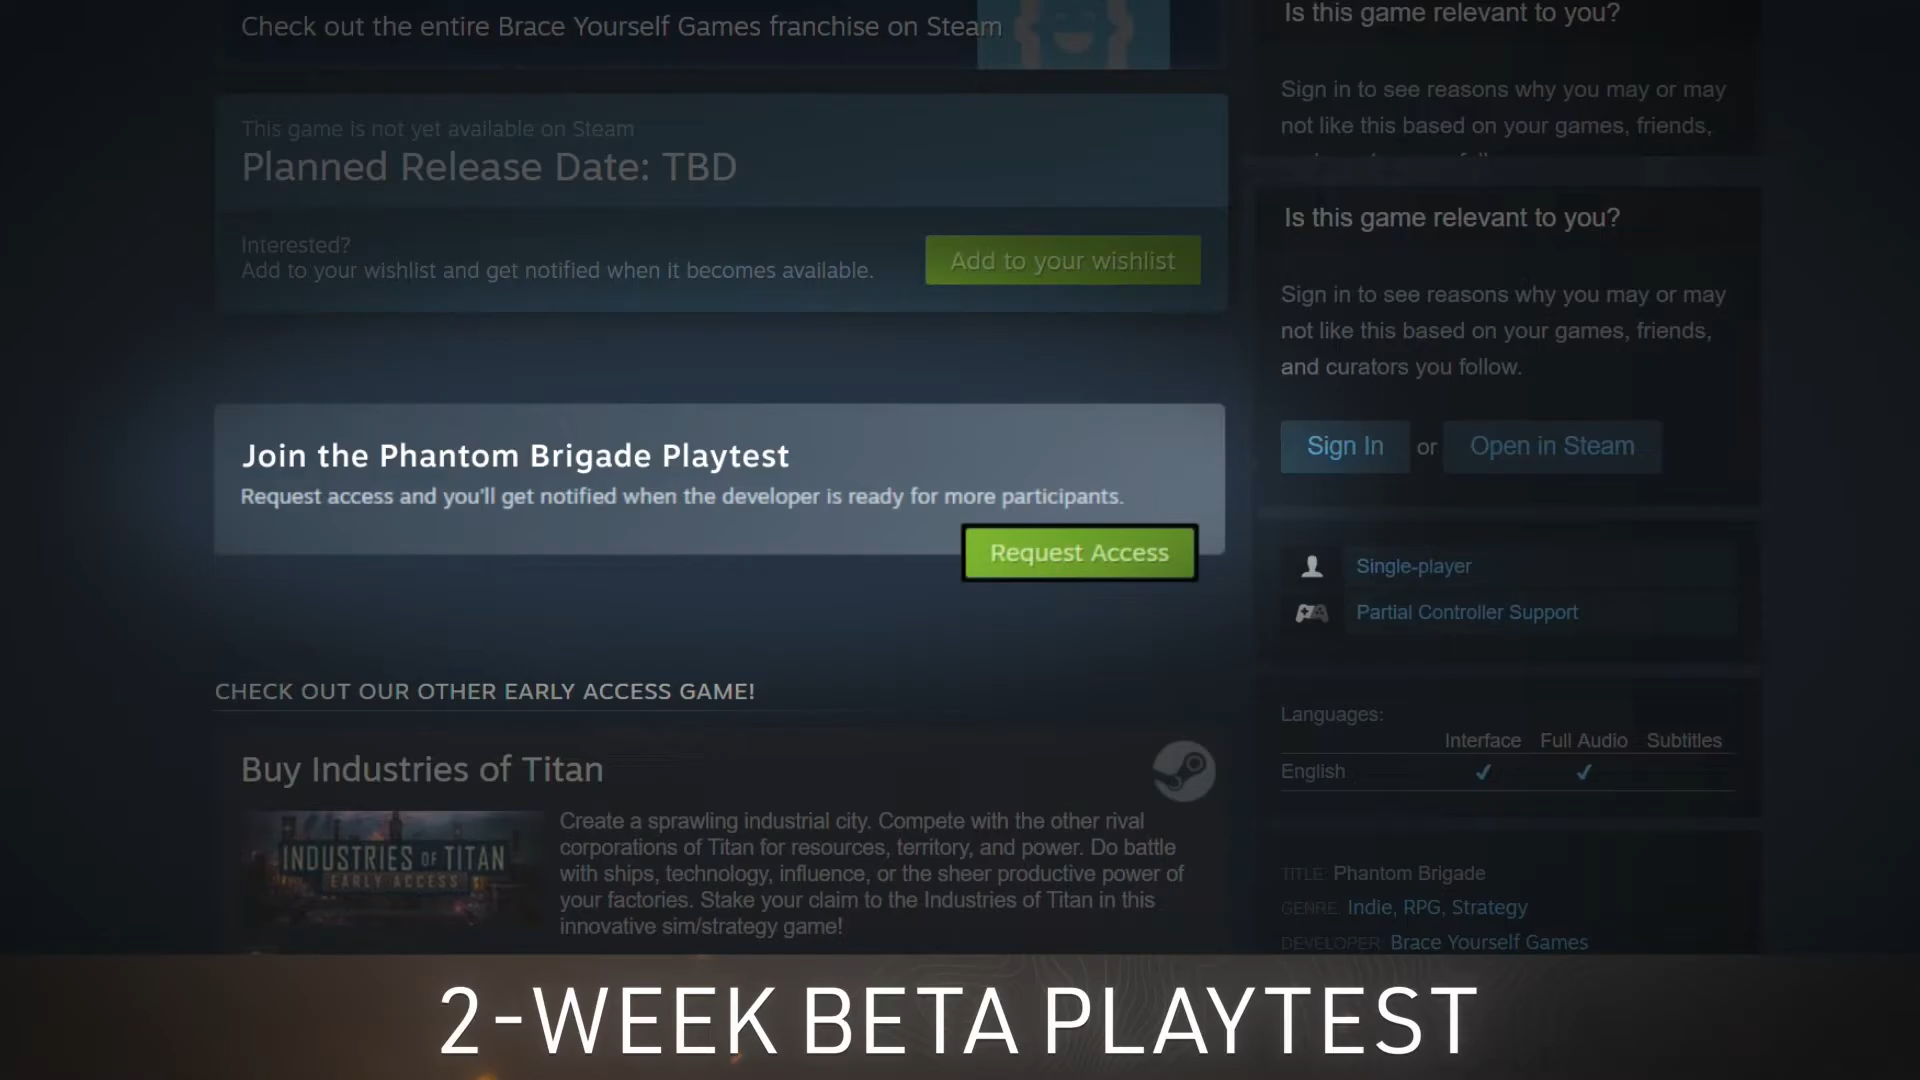 Check out the entire Brace Yourself Games franchise on Steam
This game is not yet available on Steam
Planned Release Date: TBD
Interested?
Add to your wishlist and get notified when it becomes available.
Add to your wishlist
Join the Phantom Brigade Playtest
Request access and you'll get notified when the developer is ready for more participants.
Request Access
CHECK OUT OUR OTHER EARLY ACCESS GAME!
Buy Industries of Titan
INDUSTRIES OF TITAN
EARLY ACCESS
Create a sprawling industrial city. Compete with the other rival
corporations of Titan for resources, territory, and power. Do battle
with ships, technology, influence, or the sheer productive power of
your factories. Stake your claim to the Industries of Titan in this
innovative sim/strategy game!
Is this game relevant to you?
Sign in to see reasons why you may or may
not like this based on your games, friends,
Is this game relevant to you?
Sign in to see reasons why you may or may
not like this based on your games, friends,
and curators you follow.
Sign In or Open in Steam
Single-player
Partial Controller Support
Languages:
Interface Full Audio Subtitles
English ✓ ✓
TITLE: Phantom Brigade
GENRE: Indie, RPG, Strategy
DEVELOPER: Brace Yourself Games
2-WEEK BETA PLAYTEST